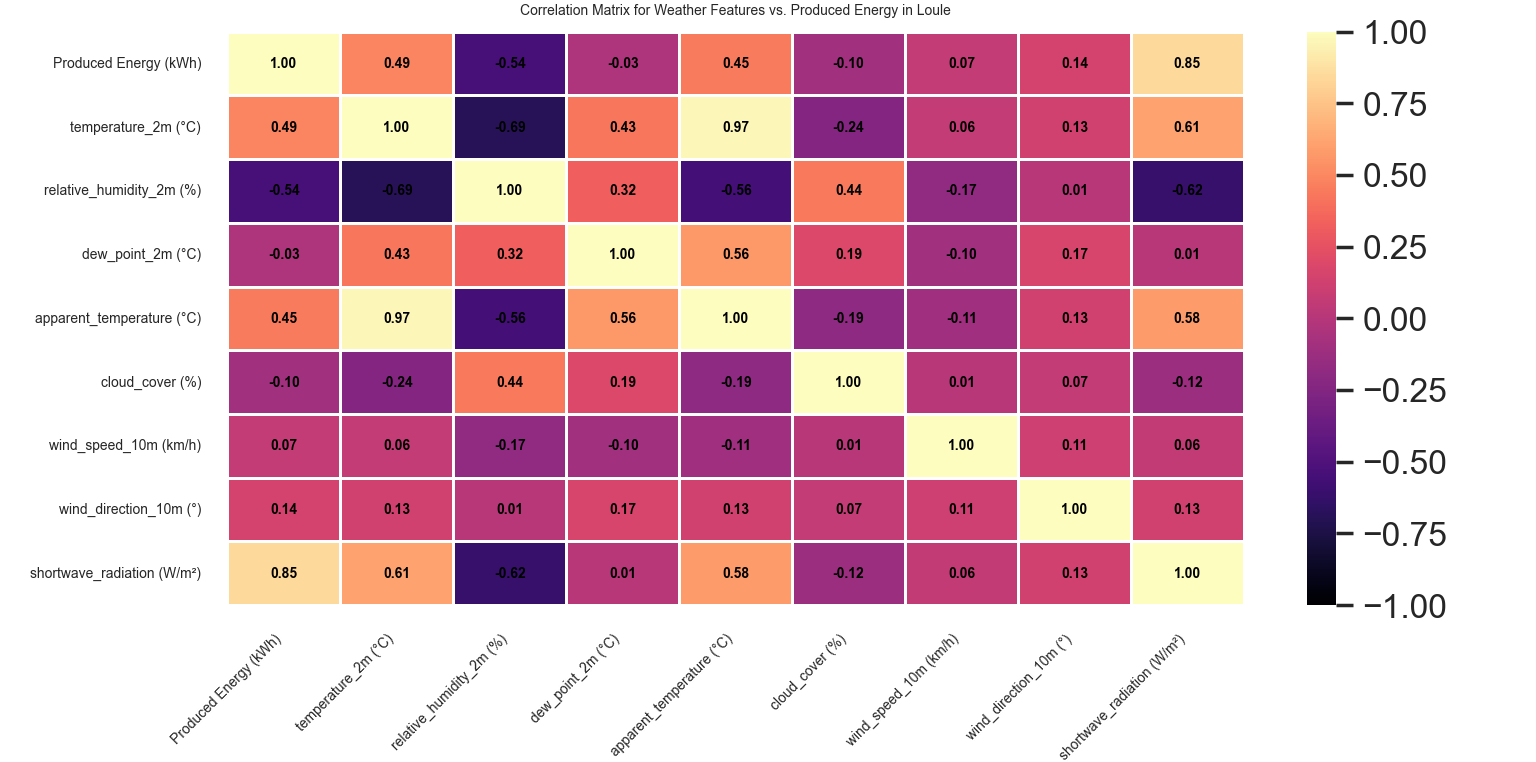 Correlation Matrix for Weather Features vs. Produced Energy in Loule
Produced Energy (kWh) 1.00 0.49 -0.54 -0.03 0.45 -0.10 0.07 0.14 0.85
temperature_2m (°C) 0.49 1.00 -0.69 0.43 0.97 -0.24 0.06 0.13 0.61
relative_humidity_2m (%) -0.54 -0.69 1.00 0.32 -0.56 0.44 -0.17 0.01 -0.62
dew_point_2m (°C) -0.03 0.43 0.32 1.00 0.56 0.19 -0.10 0.17 0.01
apparent_temperature (°C) 0.45 0.97 -0.56 0.56 1.00 -0.19 -0.11 0.13 0.58
cloud_cover (%) -0.10 -0.24 0.44 0.19 -0.19 1.00 0.01 0.07 -0.12
wind_speed_10m (km/h) 0.07 0.06 -0.17 -0.10 -0.11 0.01 1.00 0.11 0.06
wind_direction_10m (°) 0.14 0.13 0.01 0.17 0.13 0.07 0.11 1.00 0.13
shortwave_radiation (W/m²) 0.85 0.61 -0.62 0.01 0.58 -0.12 0.06 0.13 1.00
Produced Energy (kWh)
temperature_2m (°C)
relative_humidity_2m (%)
dew_point_2m (°C)
apparent_temperature (°C)
cloud_cover (%)
wind_speed_10m (km/h)
wind_direction_10m (°)
shortwave_radiation (W/m²)
1.00
0.75
0.50
0.25
0.00
−0.25
−0.50
−0.75
−1.00